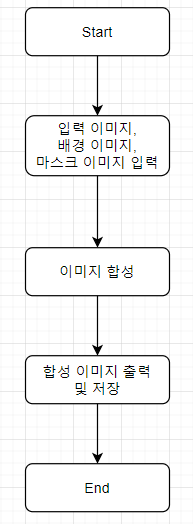 Start
입력 이미지,
배경 이미지,
마스크 이미지 입력
이미지 합성
합성 이미지 출력
및 저장
End